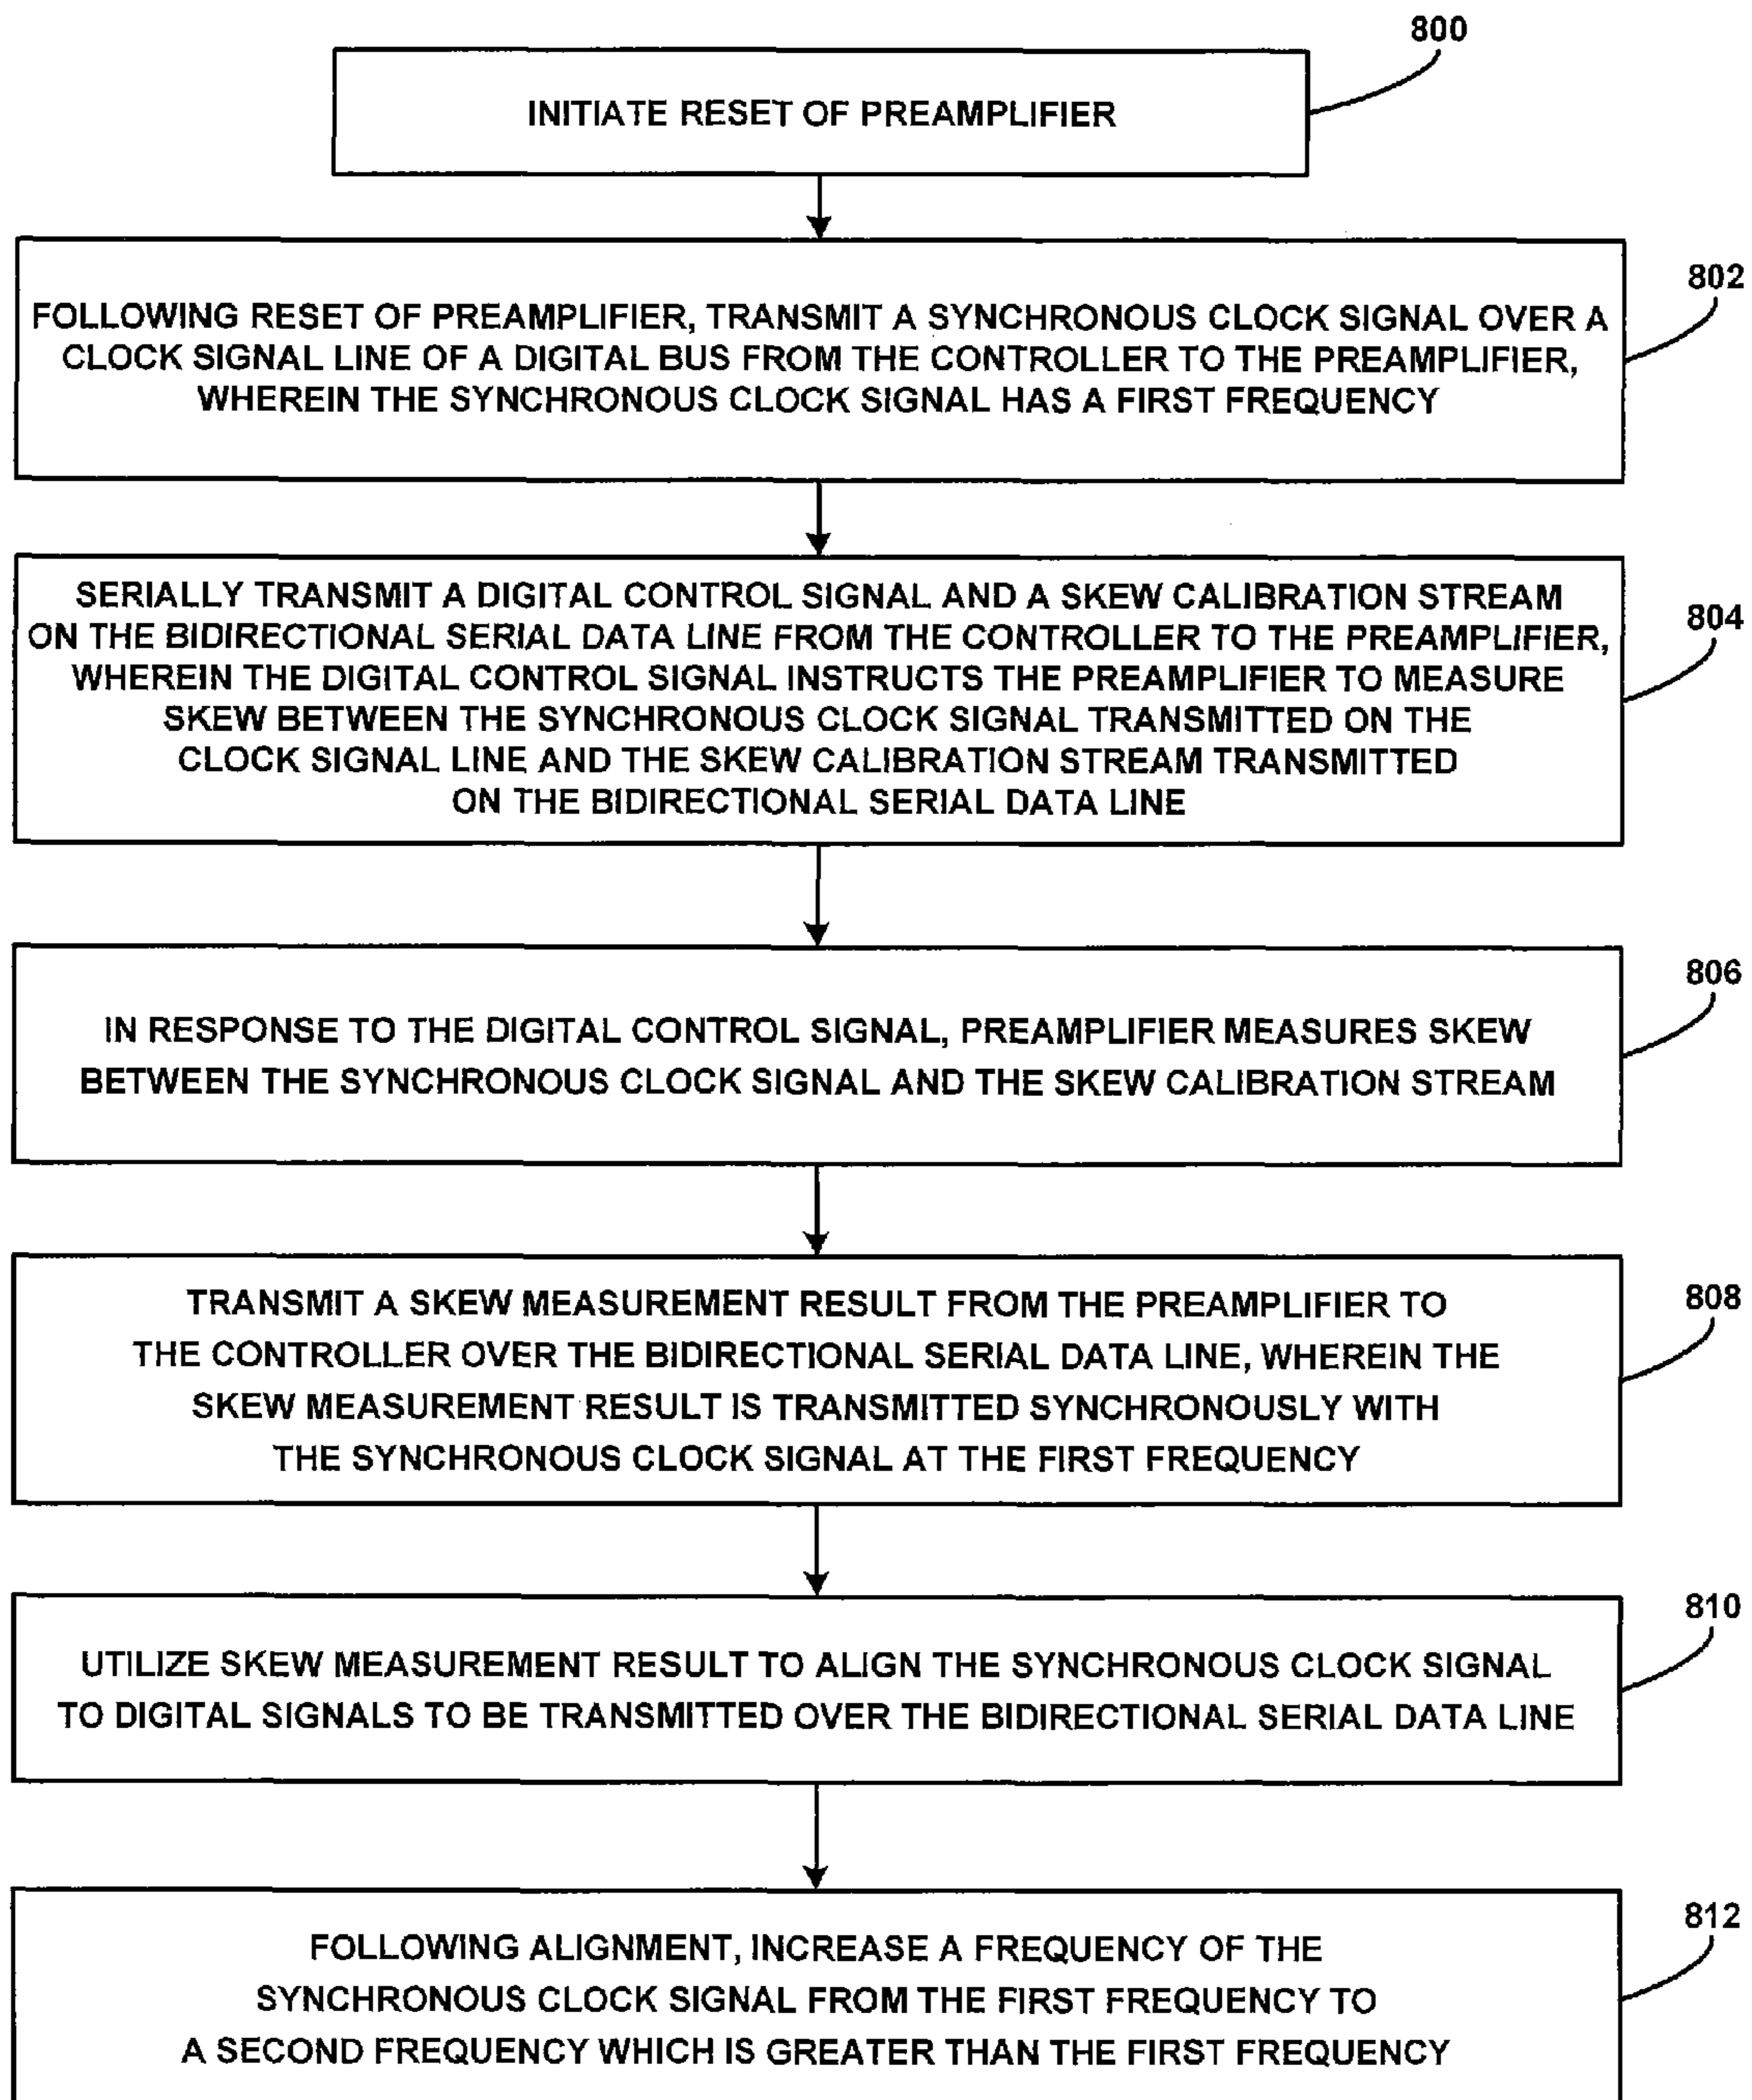 800
INITIATE RESET OF PREAMPLIFIER
802
FOLLOWING RESET OF PREAMPLIFIER, TRANSMIT A SYNCHRONOUS CLOCK SIGNAL OVER A
CLOCK SIGNAL LINE OF A DIGITAL BUS FROM THE CONTROLLER TO THE PREAMPLIFIER,
WHEREIN THE SYNCHRONOUS CLOCK SIGNAL HAS A FIRST FREQUENCY
804
SERIALLY TRANSMIT A DIGITAL CONTROL SIGNAL AND A SKEW CALIBRATION STREAM
ON THE BIDIRECTIONAL SERIAL DATA LINE FROM THE CONTROLLER TO THE PREAMPLIFIER,
WHEREIN THE DIGITAL CONTROL SIGNAL INSTRUCTS THE PREAMPLIFIER TO MEASURE
SKEW BETWEEN THE SYNCHRONOUS CLOCK SIGNAL TRANSMITTED ON THE
CLOCK SIGNAL LINE AND THE SKEW CALIBRATION STREAM TRANSMITTED
ON THE BIDIRECTIONAL SERIAL DATA LINE
806
IN RESPONSE TO THE DIGITAL CONTROL SIGNAL, PREAMPLIFIER MEASURES SKEW
BETWEEN THE SYNCHRONOUS CLOCK SIGNAL AND THE SKEW CALIBRATION STREAM
808
TRANSMIT A SKEW MEASUREMENT RESULT FROM THE PREAMPLIFIER TO
THE CONTROLLER OVER THE BIDIRECTIONAL SERIAL DATA LINE, WHEREIN THE
SKEW MEASUREMENT RESULT IS TRANSMITTED SYNCHRONOUSLY WITH
THE SYNCHRONOUS CLOCK SIGNAL AT THE FIRST FREQUENCY
810
UTILIZE SKEW MEASUREMENT RESULT TO ALIGN THE SYNCHRONOUS CLOCK SIGNAL
TO DIGITAL SIGNALS TO BE TRANSMITTED OVER THE BIDIRECTIONAL SERIAL DATA LINE
812
FOLLOWING ALIGNMENT, INCREASE A FREQUENCY OF THE
SYNCHRONOUS CLOCK SIGNAL FROM THE FIRST FREQUENCY TO
A SECOND FREQUENCY WHICH IS GREATER THAN THE FIRST FREQUENCY